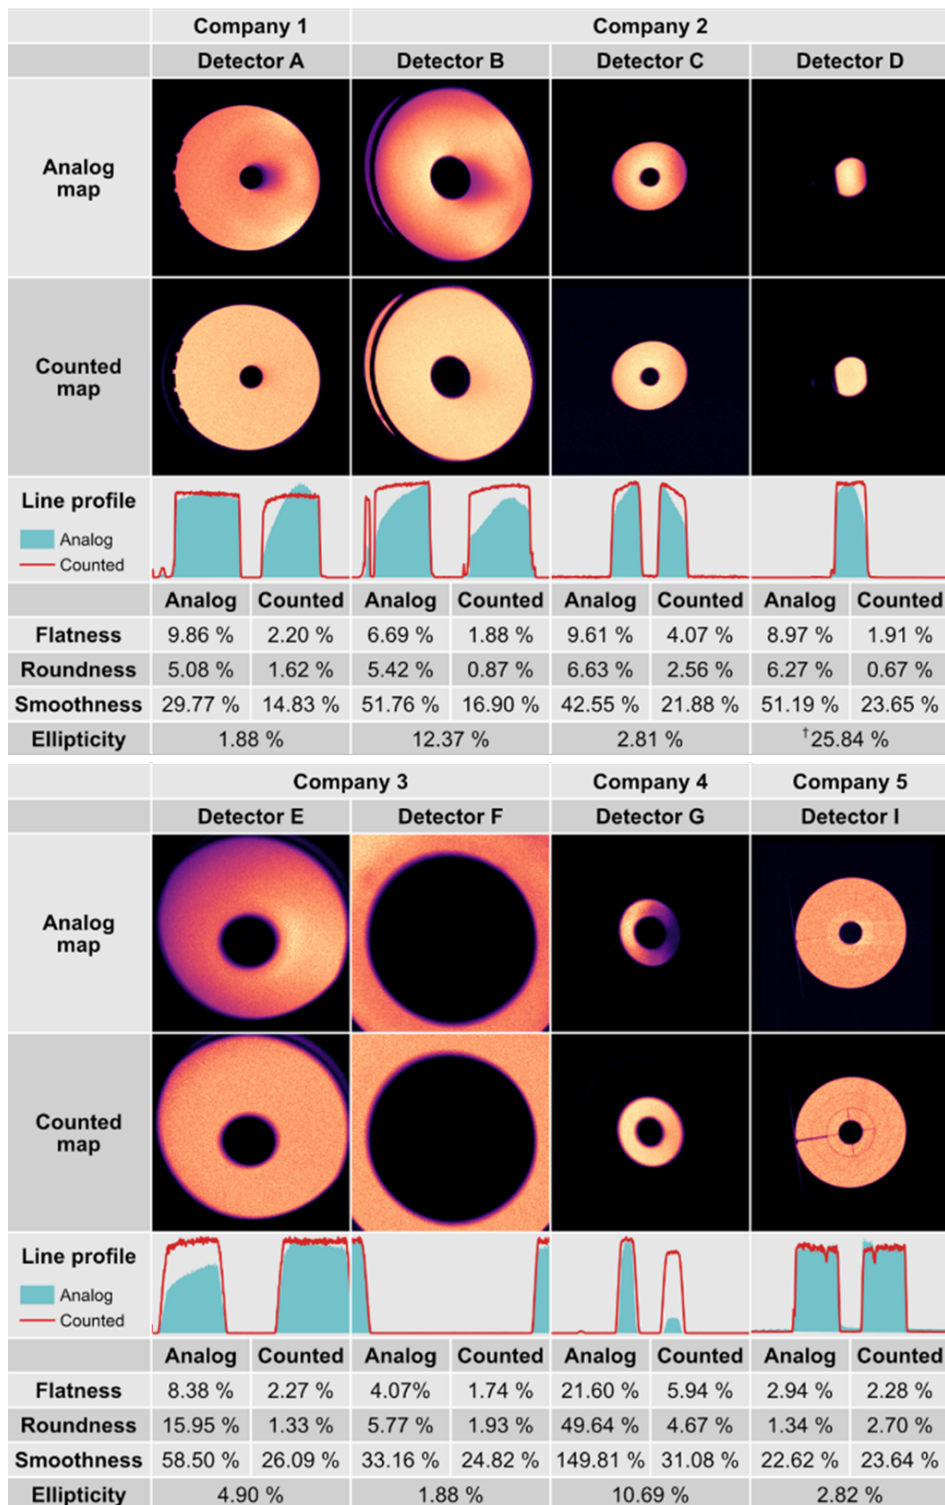 Company 1 Company 2
Detector A Detector B Detector C Detector D
Analog
map
Counted
map
Line profile
Analog
Counted
Analog Counted Analog Counted Analog Counted Analog Counted
Flatness 9.86 % 2.20 % 6.69 % 1.88 % 9.61 % 4.07 % 8.97 % 1.91 %
Roundness 5.08 % 1.62 % 5.42 % 0.87 % 6.63 % 2.56 % 6.27 % 0.67 %
Smoothness 29.77 % 14.83 % 51.76 % 16.90 % 42.55 % 21.88 % 51.19 % 23.65 %
Ellipticity 1.88 % 12.37 % 2.81 % †25.84 %
Company 3 Company 4 Company 5
Detector E Detector F Detector G Detector I
Analog
map
Counted
map
Line profile
Analog
Counted
Analog Counted Analog Counted Analog Counted Analog Counted
Flatness 8.38 % 2.27 % 4.07% 1.74 % 21.60 % 5.94 % 2.94 % 2.28 %
Roundness 15.95 % 1.33 % 5.77 % 1.93 % 49.64 % 4.67 % 1.34 % 2.70 %
Smoothness 58.50 % 26.09 % 33.16 % 24.82 % 149.81 % 31.08 % 22.62 % 23.64 %
Ellipticity 4.90 % 1.88 % 10.69 % 2.82 %